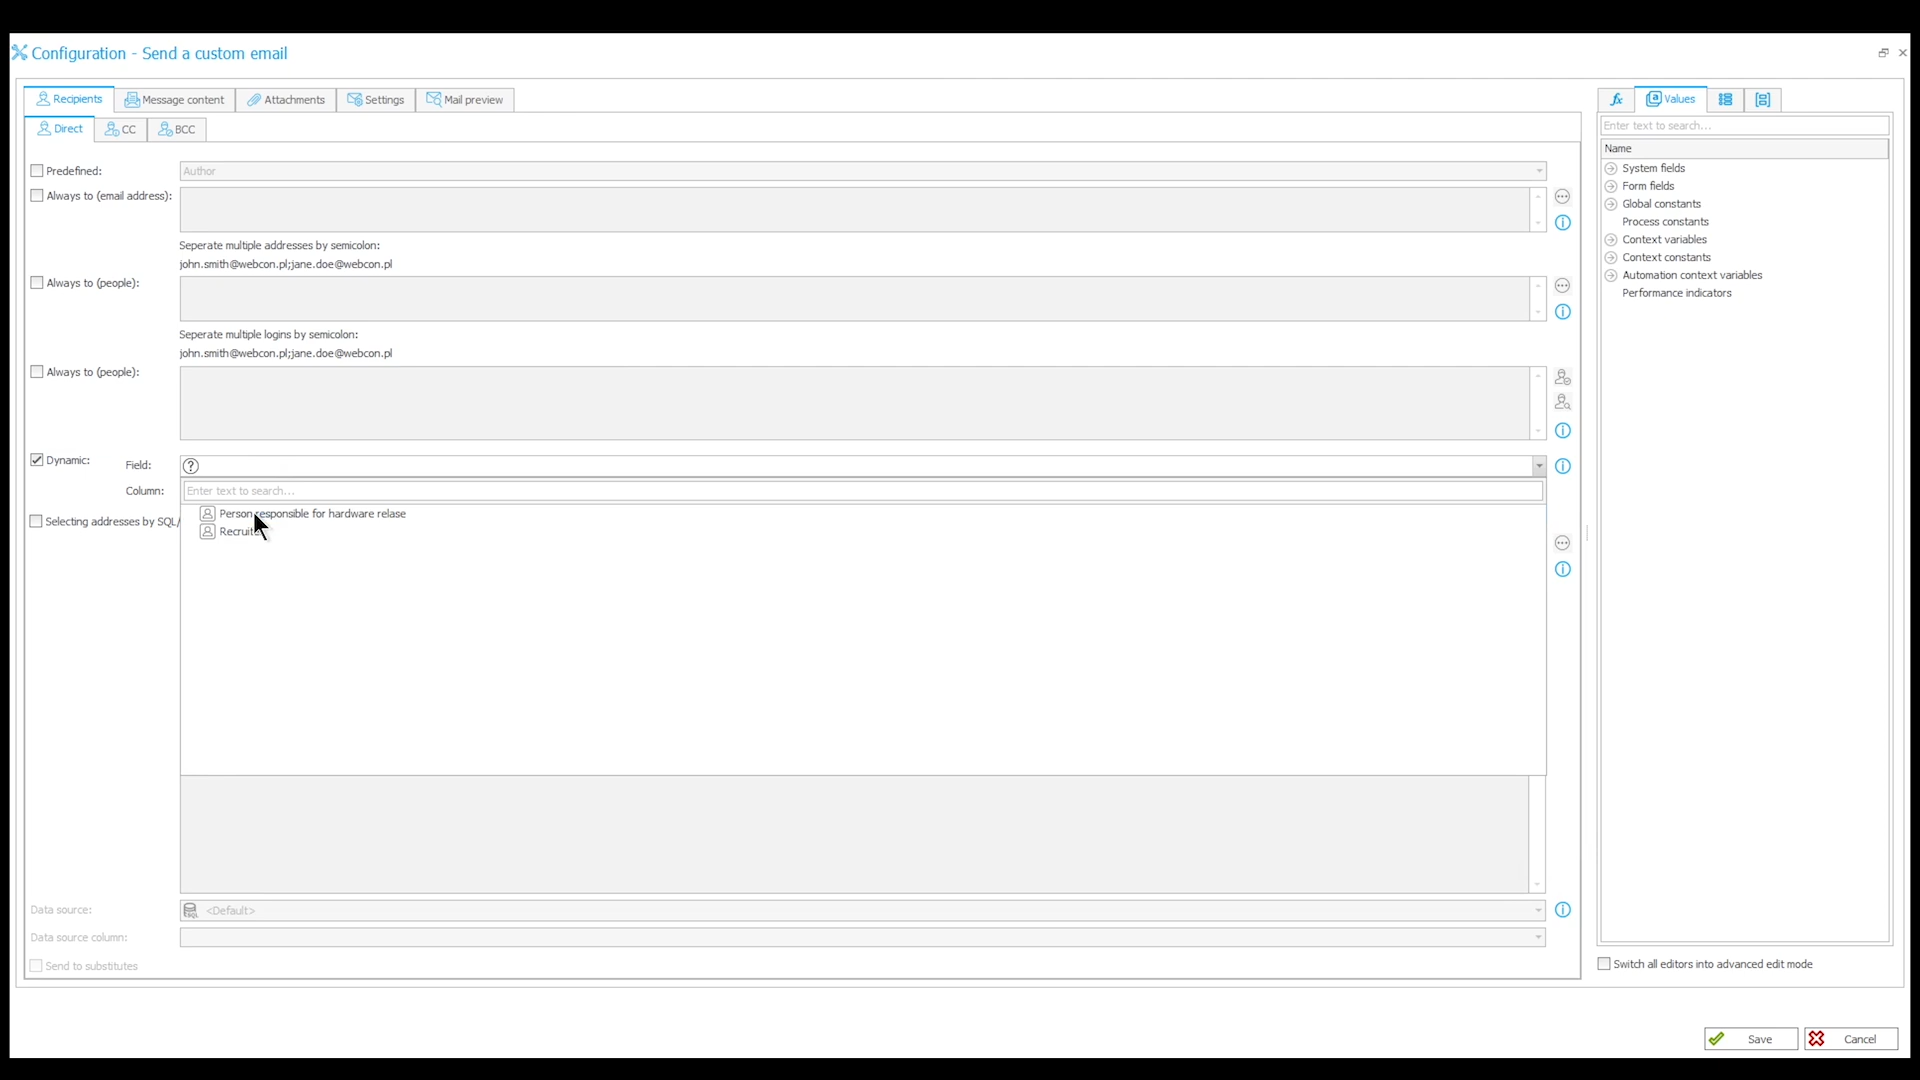 Configuration - Send a custom email
Recipients Message content Attachments Settings Mail preview
Values
Direct CC BCC
Enter text to search...
Name
System fields
Form fields
Global constants
Process constants
Context variables
Context constants
Automation context variables
Performance indicators
Predefined: Author
Always to (email address):
Seperate multiple addresses by semicolon:
john.smith@webcon.pl;jane.doe@webcon.pl
Always to (people):
Seperate multiple logins by semicolon:
john.smith@webcon.pl;jane.doe@webcon.pl
Always to (people):
Dynamic: Field:
Column: Enter text to search...
Person responsible for hardware relase
Selecting addresses by SQL/
Data source: SQL <Default>
Data source column:
Send to substitutes
Switch all editors into advanced edit mode
Save Cancel